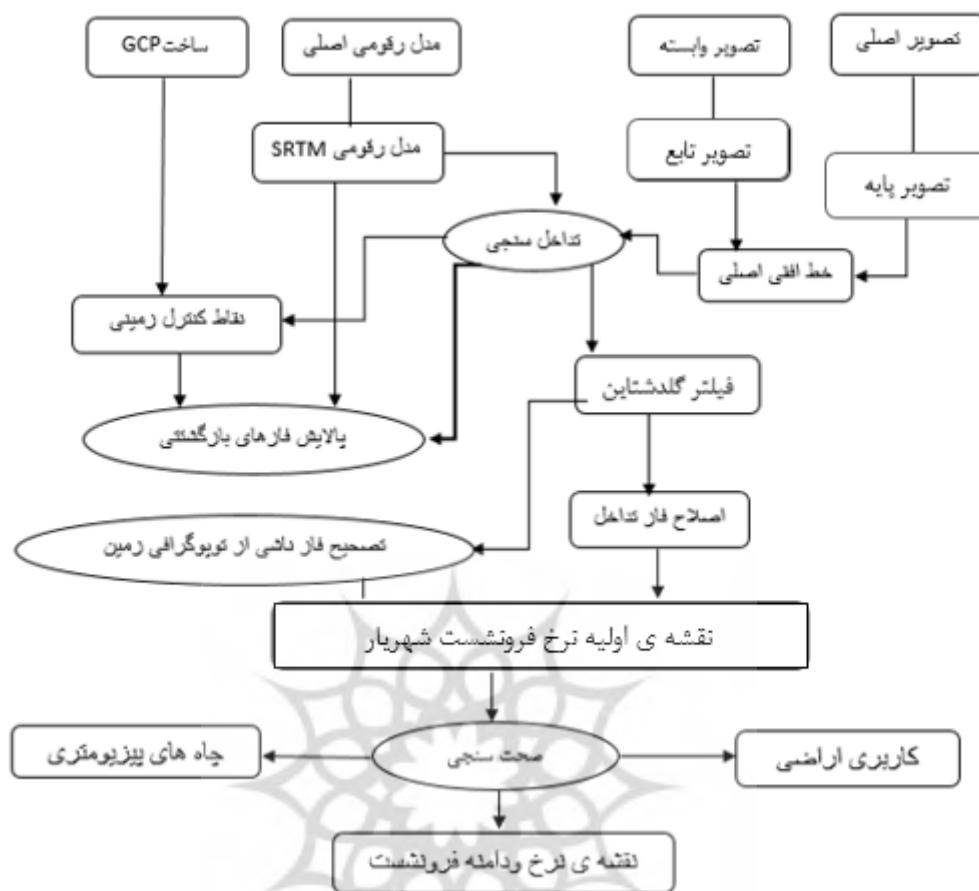 تصویر اصلی
تصویر وابسته
مدل رقومی اصلی
ساخت GCP
تصویر تابع
مدل رقومی SRTM
تصویر پایه
تداخل سنجی
خط افقی اصلی
نقاط کنترل زمینی
فیلتر گلدشتاین
پالایش فازهای بازگشتی
اصلاح فاز تداخل
تصحیح فاز ناشی از توپوگرافی زمین
نقشه ی اولیه نرخ فرونشست شهریار
کاربری اراضی
صحت سنجی
چاه های پیزیومتری
نقشه ی نرخ ودامنه فرونشست